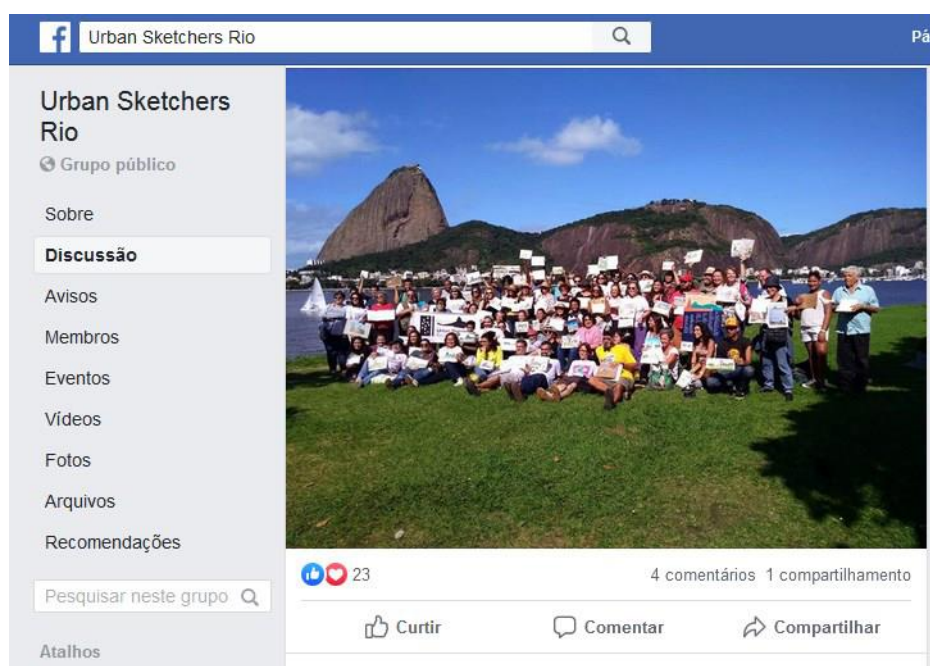 f Urban Sketchers Rio
Pá
Urban Sketchers
Rio
Grupo público
Sobre
Discussão
Avisos
Membros
Eventos
Vídeos
Fotos
Arquivos
Recomendações
Pesquisar neste grupo
Atalhos
23
4 comentários 1 compartilhamento
Curtir
Comentar
Compartilhar